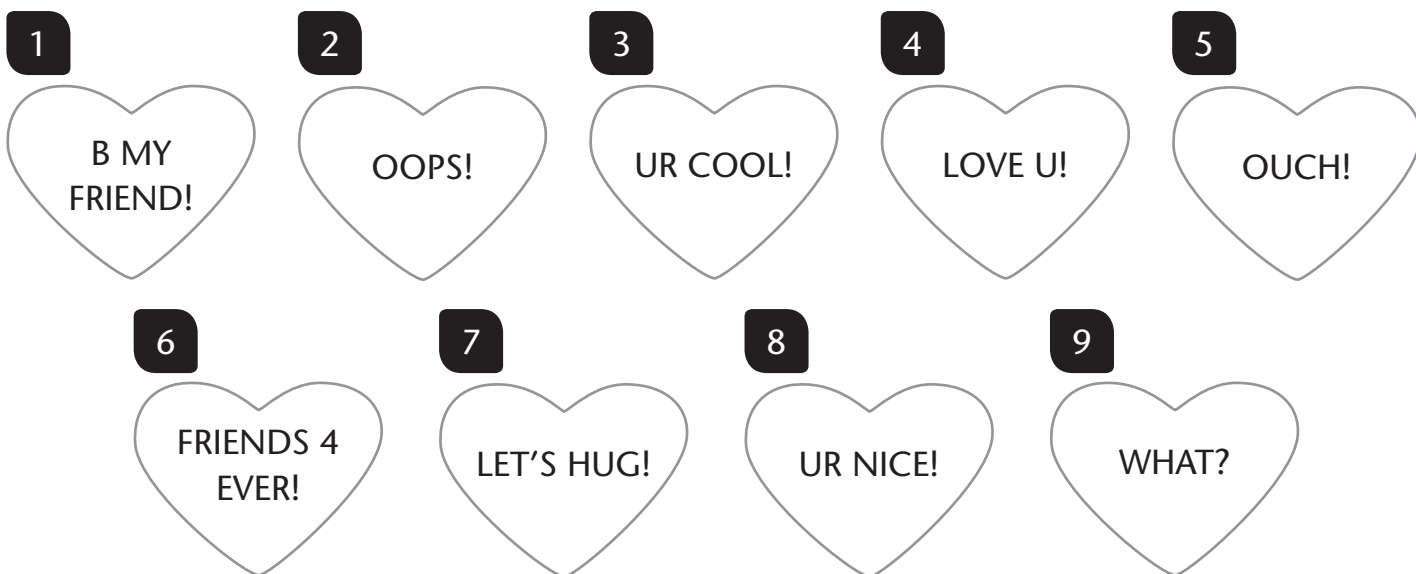 1
B MY
FRIEND!
2
OOPS!
3
UR COOL!
4
LOVE U!
5
OUCH!
6
FRIENDS 4
EVER!
7
LET’S HUG!
8
UR NICE!
9
WHAT?